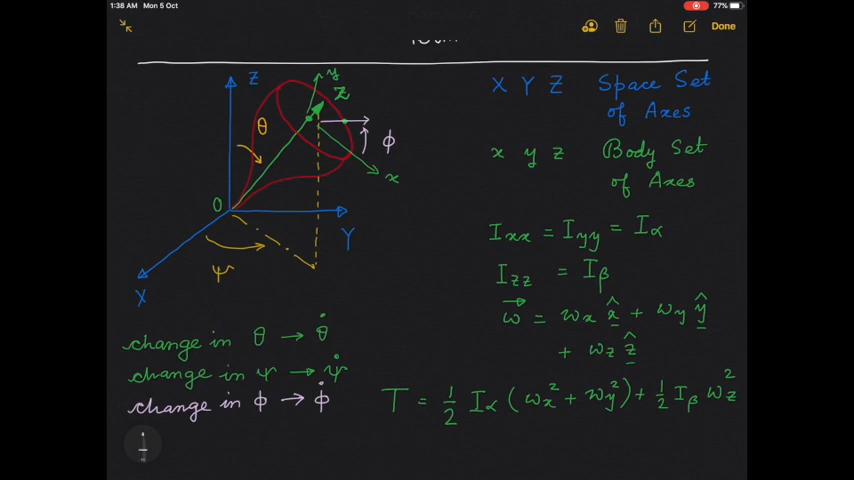 1:38 AM Mon 5 Oct
77%
Done
Z
y
z
θ
ϕ
x
O
Y
ψ
X
X Y Z Space Set
of Axes
x y z Body Set
of Axes
Ixx = Iyy = Iα
Izz = Iβ
ω⃗ = ωx x̂ + ωy ŷ
+ ωz ẑ
change in θ → θ̇
change in ψ → ψ̇
change in ϕ → ϕ̇
T = 1/2 Iα (ωx² + ωy²) + 1/2 Iβ ωz²